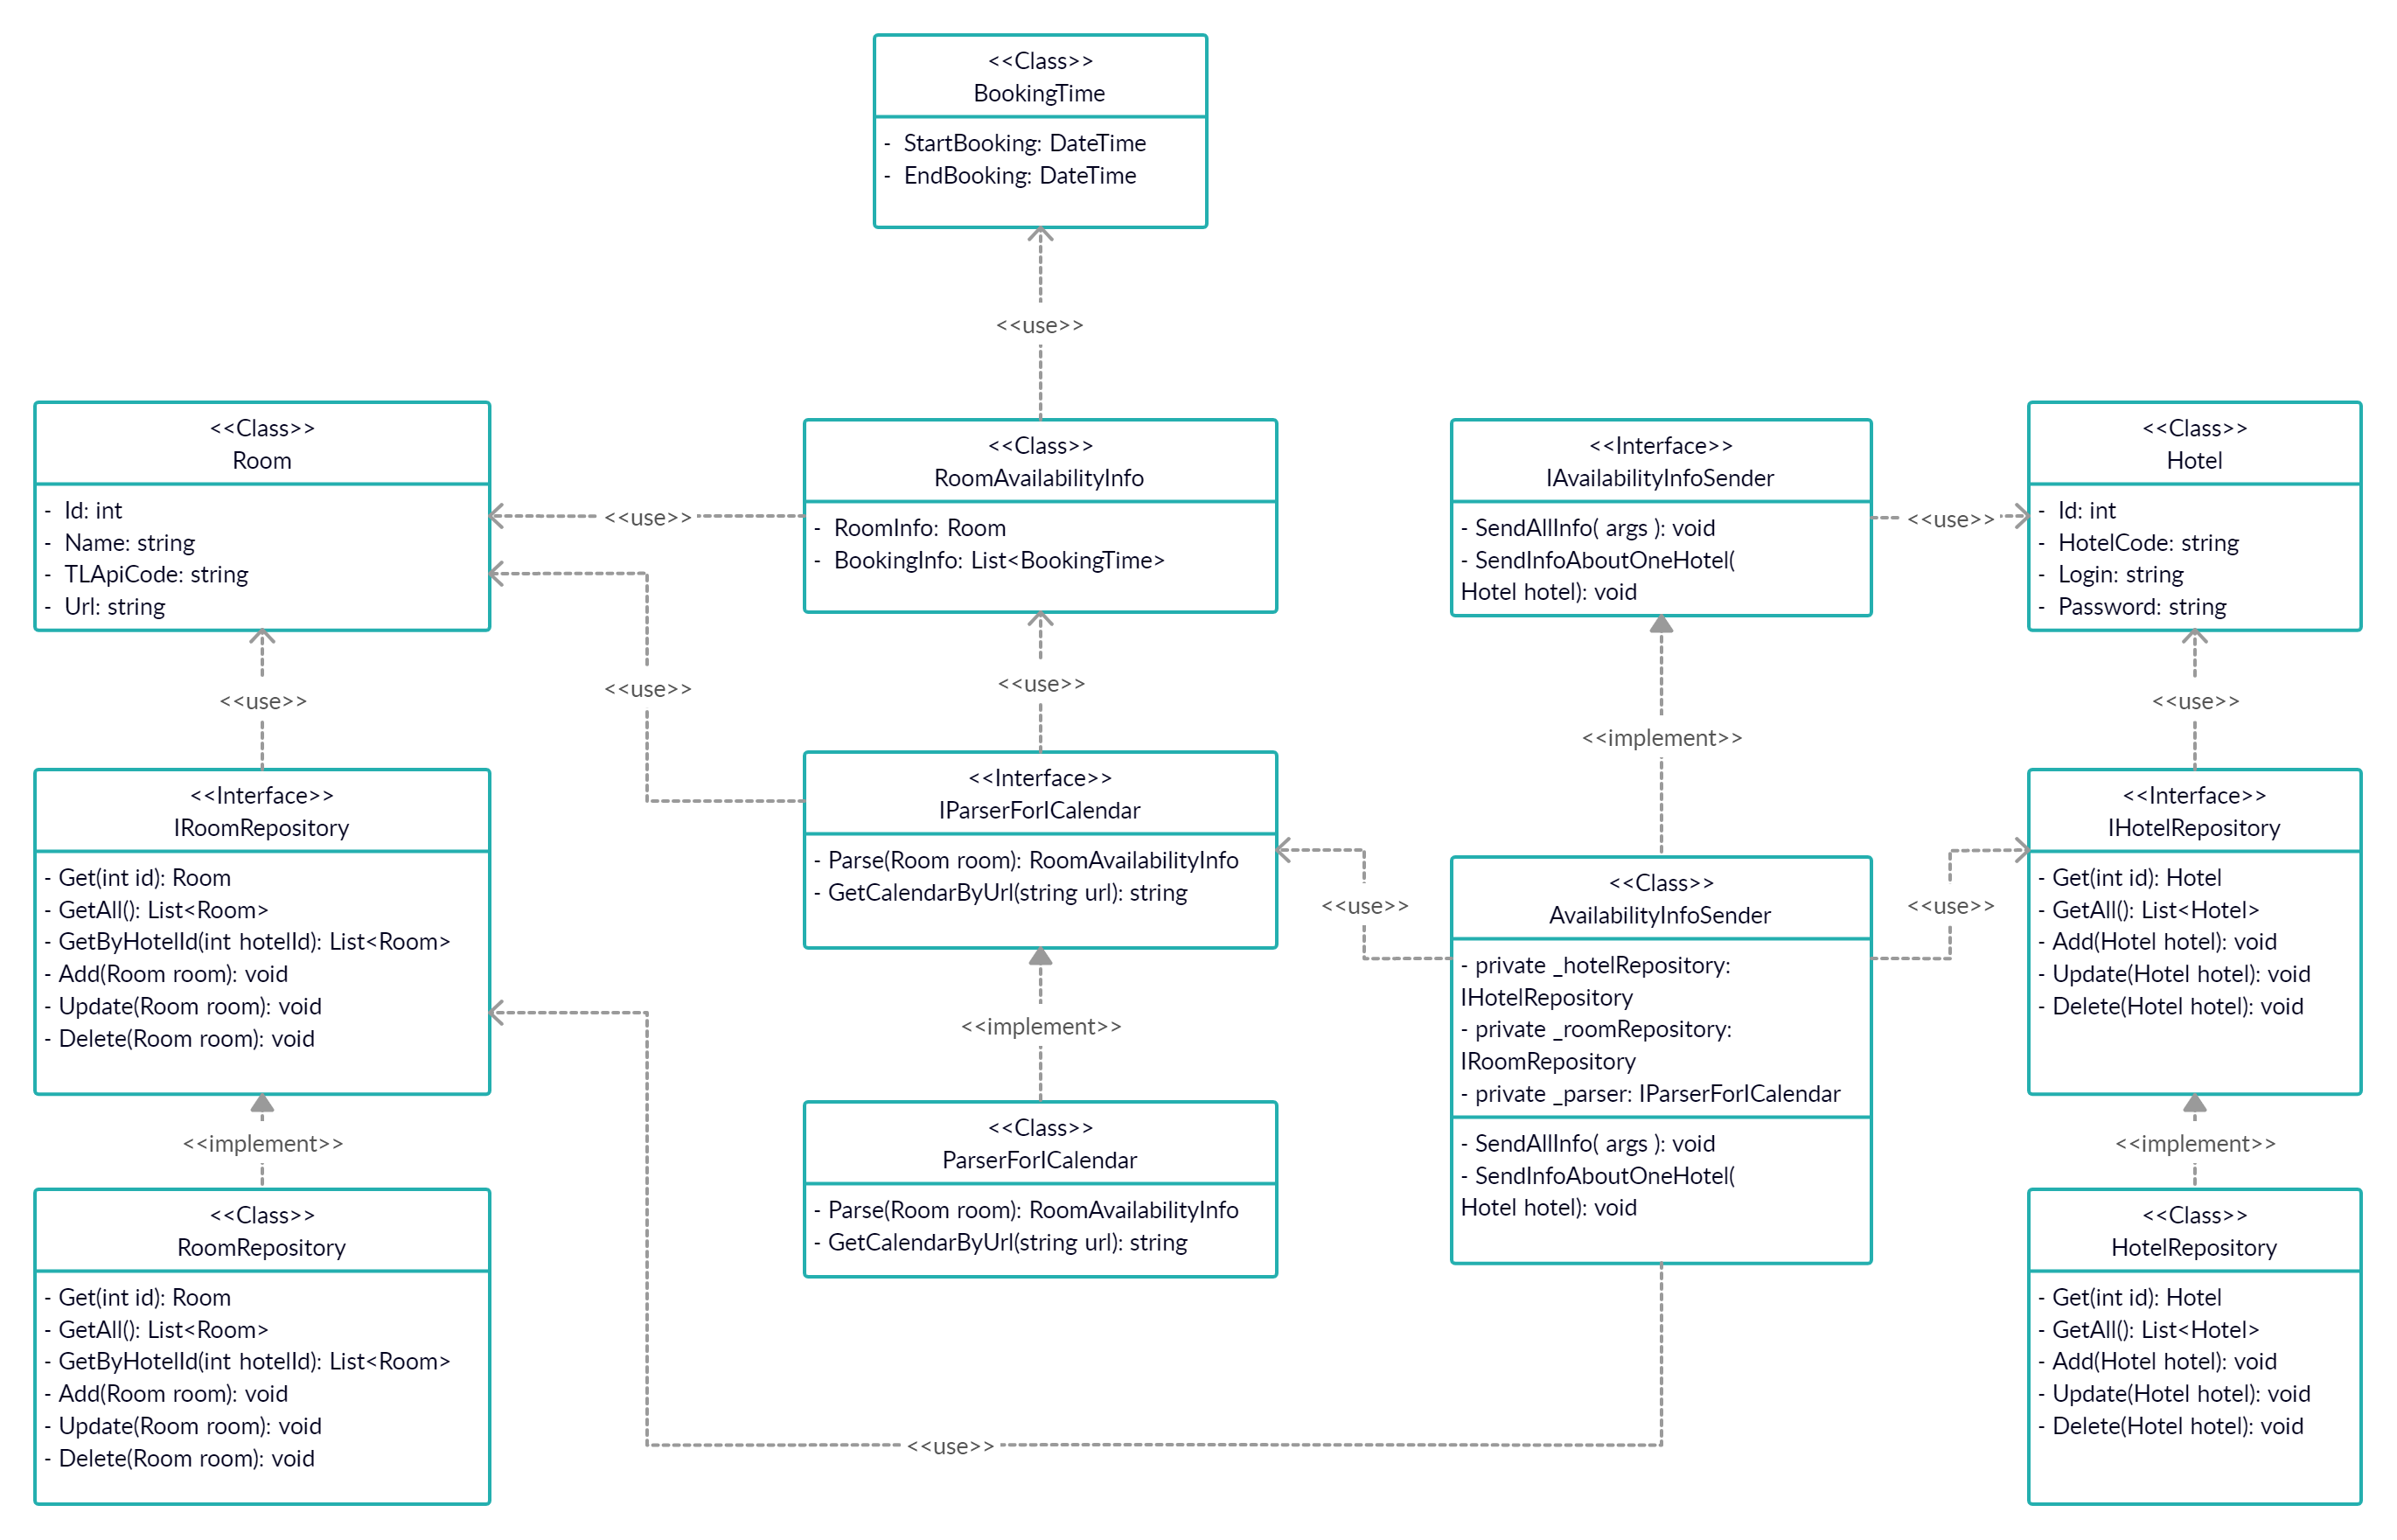 <<Class>>
BookingTime
- StartBooking: DateTime
- EndBooking: DateTime
<<use>>
<<Class>>
Room
- Id: int
- Name: string
- TLApiCode: string
- Url: string
<<use>>
<<Class>>
RoomAvailabilityInfo
- RoomInfo: Room
- BookingInfo: List<BookingTime>
<<Interface>>
IAvailabilityInfoSender
- SendAllInfo( args ): void
- SendInfoAboutOneHotel(
Hotel hotel): void
<<use>>
<<Class>>
Hotel
- Id: int
- HotelCode: string
- Login: string
- Password: string
<<use>>
<<use>>
<<use>>
<<implement>>
<<use>>
<<Interface>>
IRoomRepository
- Get(int id): Room
- GetAll(): List<Room>
- GetByHotelId(int hotelId): List<Room>
- Add(Room room): void
- Update(Room room): void
- Delete(Room room): void
<<Interface>>
IParserForICalendar
- Parse(Room room): RoomAvailabilityInfo
- GetCalendarByUrl(string url): string
<<use>>
<<Class>>
AvailabilityInfoSender
- private _hotelRepository:
IHotelRepository
- private _roomRepository:
IRoomRepository
- private _parser: IParserForICalendar
- SendAllInfo( args ): void
- SendInfoAboutOneHotel(
Hotel hotel): void
<<use>>
<<Interface>>
IHotelRepository
- Get(int id): Hotel
- GetAll(): List<Hotel>
- Add(Hotel hotel): void
- Update(Hotel hotel): void
- Delete(Hotel hotel): void
<<implement>>
<<implement>>
<<implement>>
<<Class>>
RoomRepository
- Get(int id): Room
- GetAll(): List<Room>
- GetByHotelId(int hotelId): List<Room>
- Add(Room room): void
- Update(Room room): void
- Delete(Room room): void
<<Class>>
ParserForICalendar
- Parse(Room room): RoomAvailabilityInfo
- GetCalendarByUrl(string url): string
<<use>>
<<Class>>
HotelRepository
- Get(int id): Hotel
- GetAll(): List<Hotel>
- Add(Hotel hotel): void
- Update(Hotel hotel): void
- Delete(Hotel hotel): void